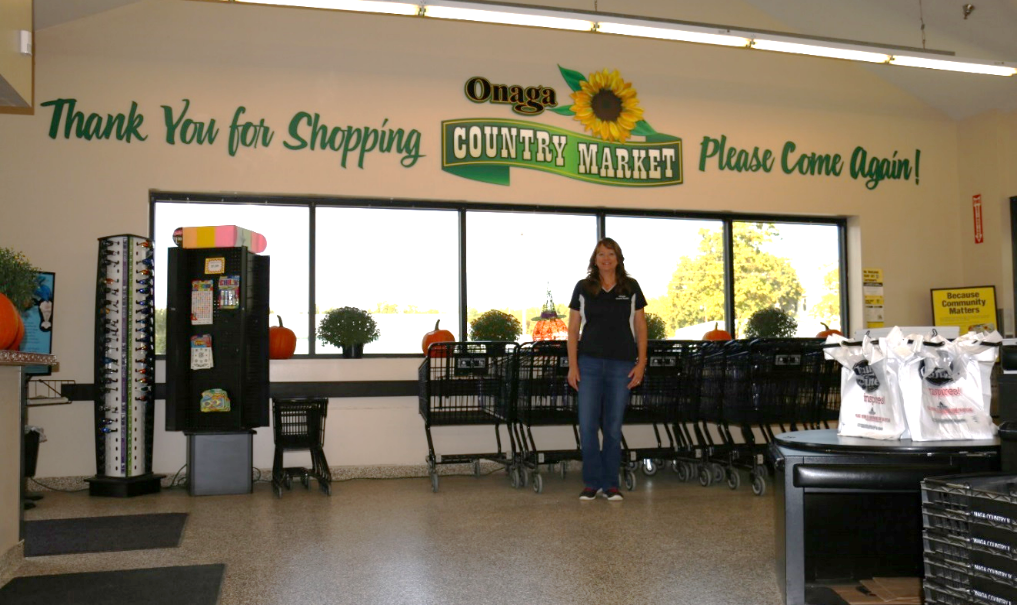 Thank You for Shopping
Onaga
COUNTRY MARKET
Please Come Again!
Because
Community
Matters